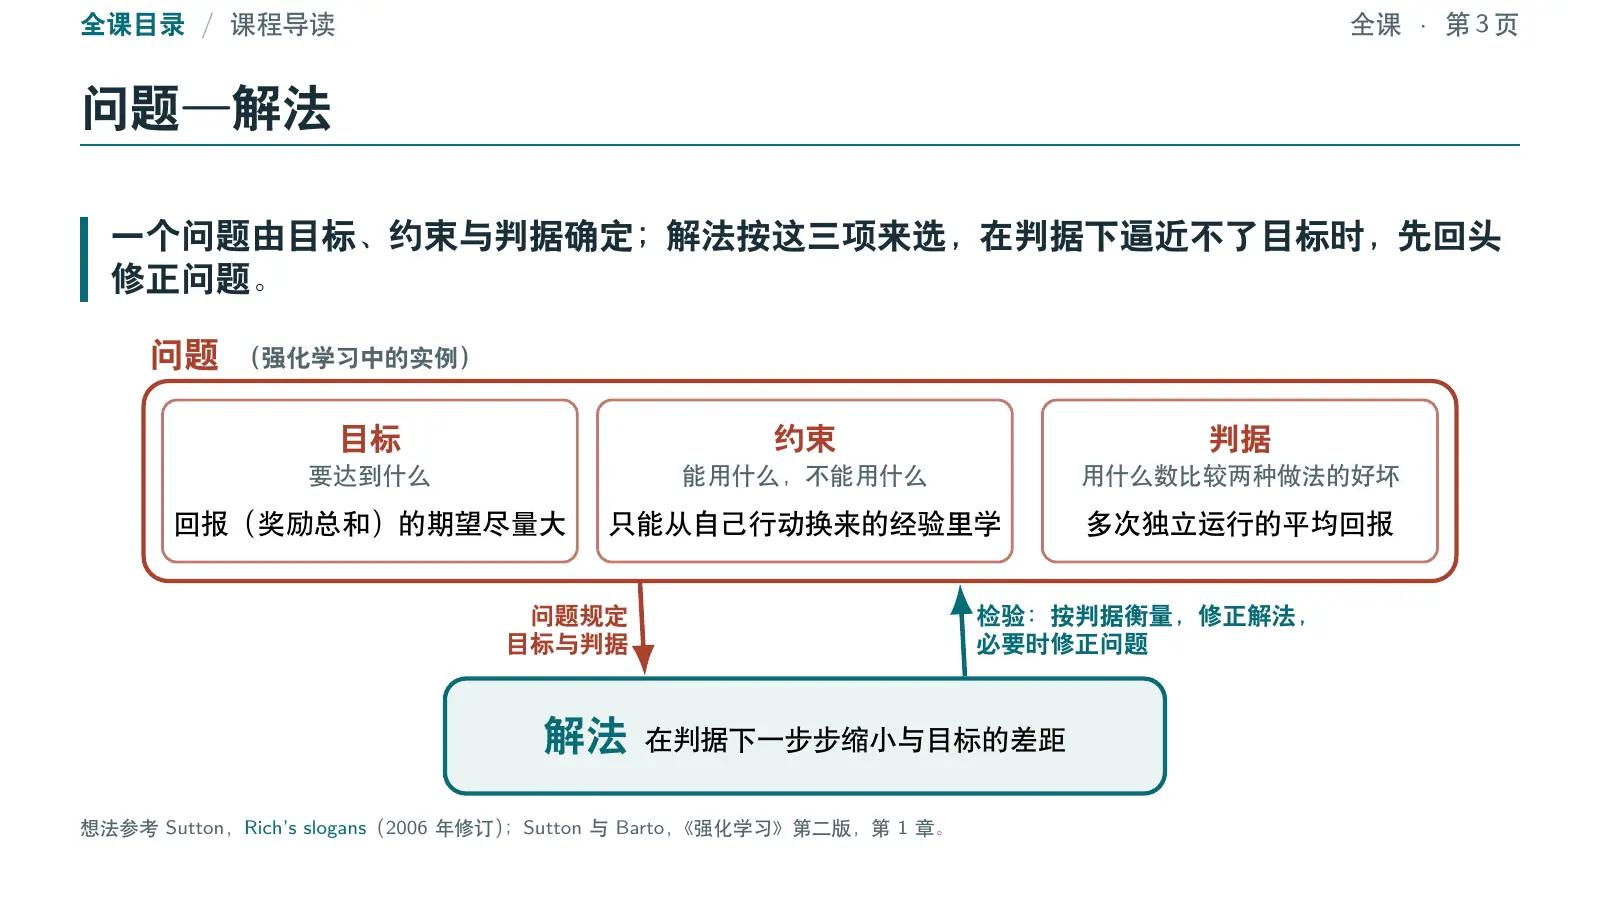 全课目录 / 课程导读
全课 · 第 3 页
问题—解法
一个问题由目标、约束与判据确定；解法按这三项来选，在判据下逼近不了目标时，先回头
修正问题。
问题 （强化学习中的实例）
目标
要达到什么
回报（奖励总和）的期望尽量大
约束
能用什么，不能用什么
只能从自己行动换来的经验里学
判据
用什么数比较两种做法的好坏
多次独立运行的平均回报
问题规定
目标与判据
检验：按判据衡量，修正解法，
必要时修正问题
解法 在判据下一步步缩小与目标的差距
想法参考 Sutton，Rich's slogans（2006 年修订）；Sutton 与 Barto，《强化学习》第二版，第 1 章。